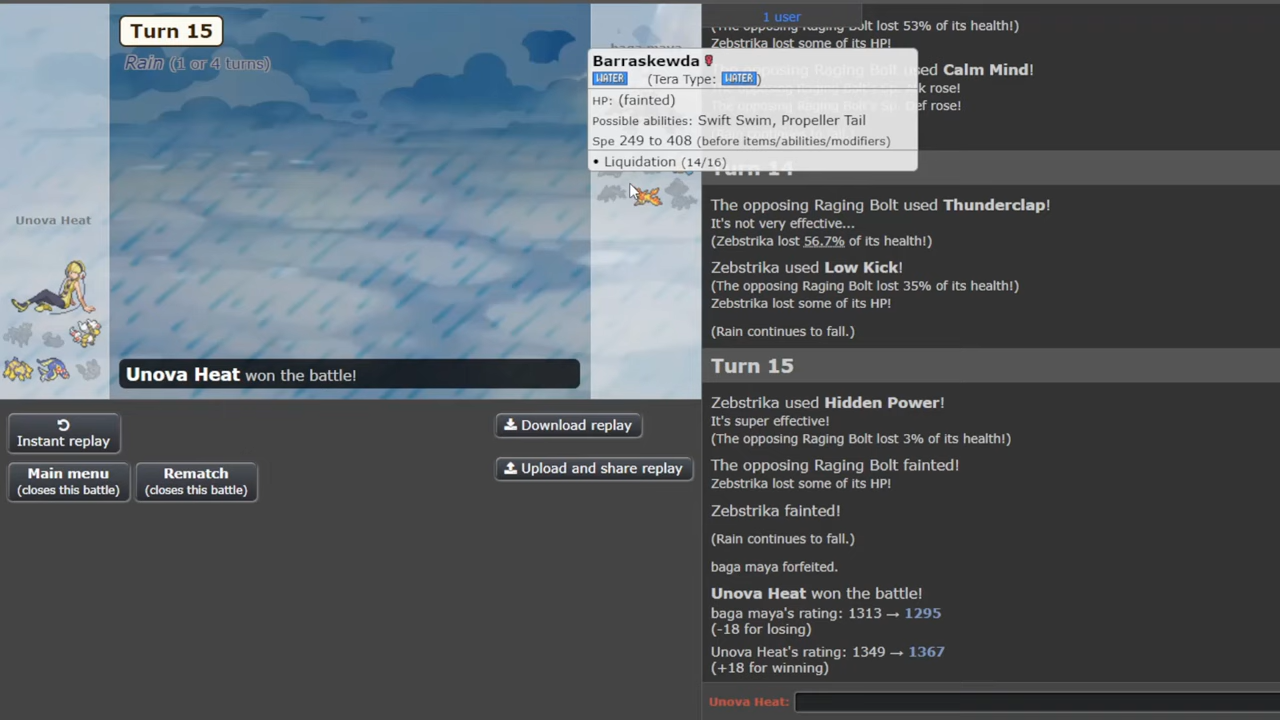 Turn 15
Rain (1 or 4 turns)
Unova Heat
Unova Heat won the battle!
Instant replay
Main menu
(closes this battle)
Rematch
(closes this battle)
Download replay
Upload and share replay
baga maya
Barraskewda
WATER (Tera Type: WATER)
HP: (fainted)
Possible abilities: Swift Swim, Propeller Tail
Spe 249 to 408 (before items/abilities/modifiers)
• Liquidation (14/16)
1 user
(The opposing Raging Bolt lost 53% of its health!)
Zebstrika lost some of its HP!
The opposing Raging Bolt used Calm Mind!
Turn 14
The opposing Raging Bolt used Thunderclap!
It's not very effective...
(Zebstrika lost 56.7% of its health!)
Zebstrika used Low Kick!
(The opposing Raging Bolt lost 35% of its health!)
Zebstrika lost some of its HP!
(Rain continues to fall.)
Turn 15
Zebstrika used Hidden Power!
It's super effective!
(The opposing Raging Bolt lost 3% of its health!)
The opposing Raging Bolt fainted!
Zebstrika lost some of its HP!
Zebstrika fainted!
(Rain continues to fall.)
baga maya forfeited.
Unova Heat won the battle!
baga maya's rating: 1313 → 1295
(-18 for losing)
Unova Heat's rating: 1349 → 1367
(+18 for winning)
Unova Heat: